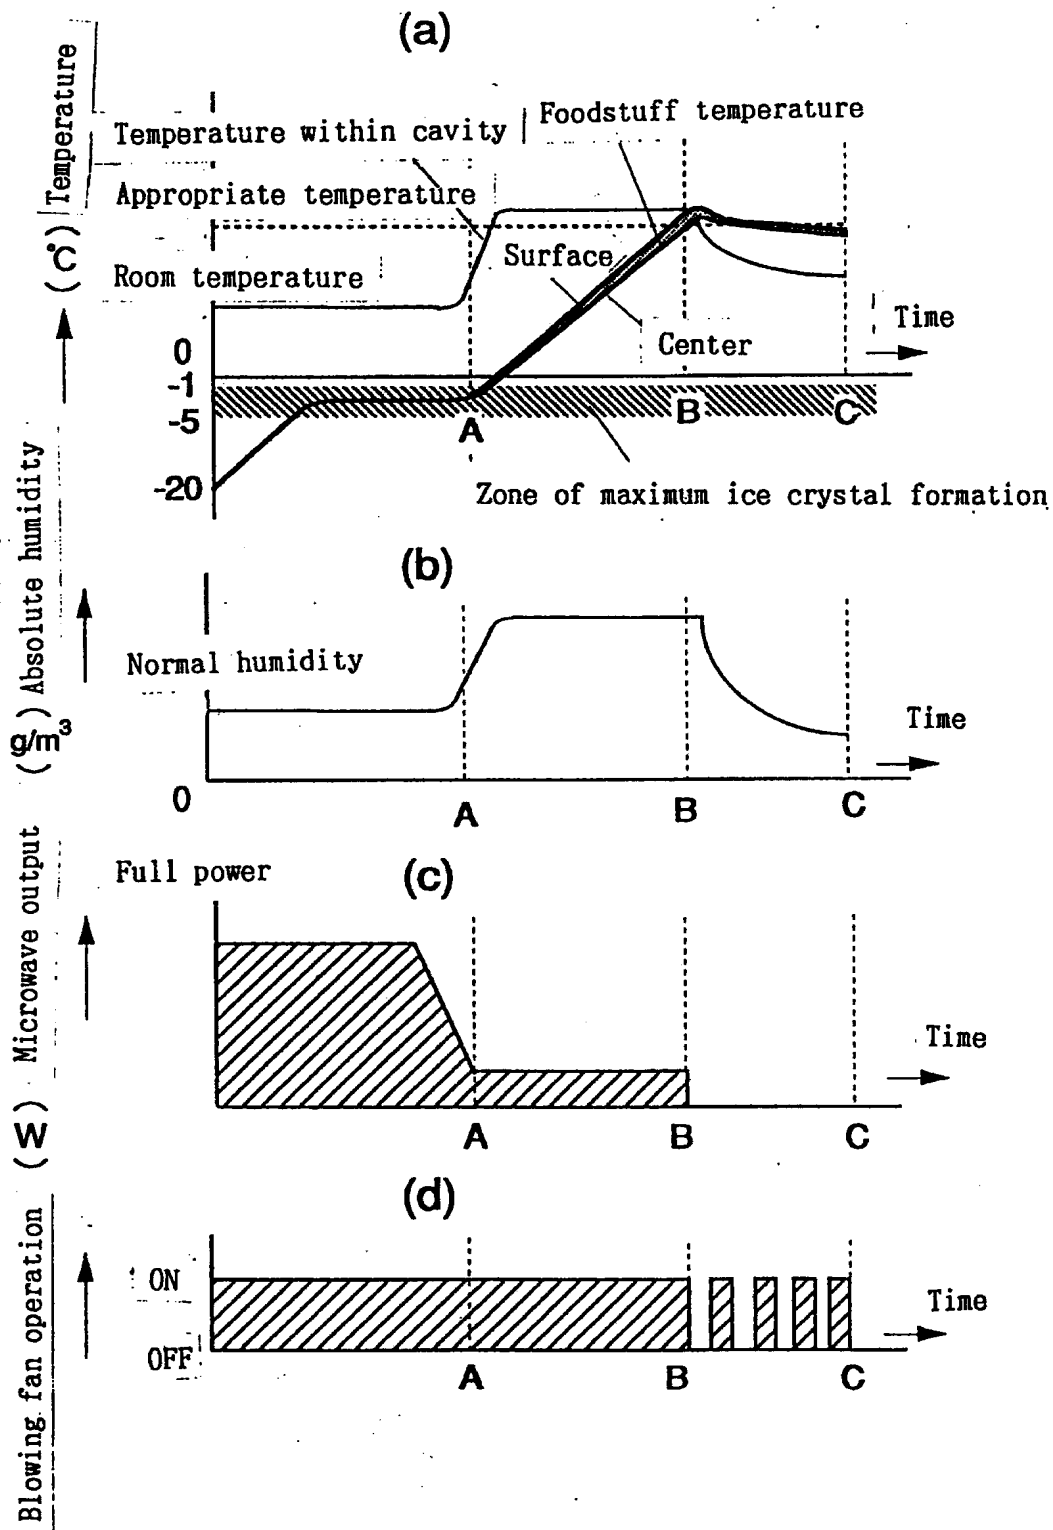 (a)
Temperature
(°C)
Temperature within cavity
Foodstuff temperature
Appropriate temperature
Surface
Room temperature
Center
Time
0
-1
-5
-20
A
B
C
Zone of maximum ice crystal formation
(b)
Absolute humidity
(g/m³)
Normal humidity
Time
0
A
B
C
(c)
Microwave output
(W)
Full power
Time
A
B
C
(d)
Blowing fan operation
ON
OFF
Time
A
B
C